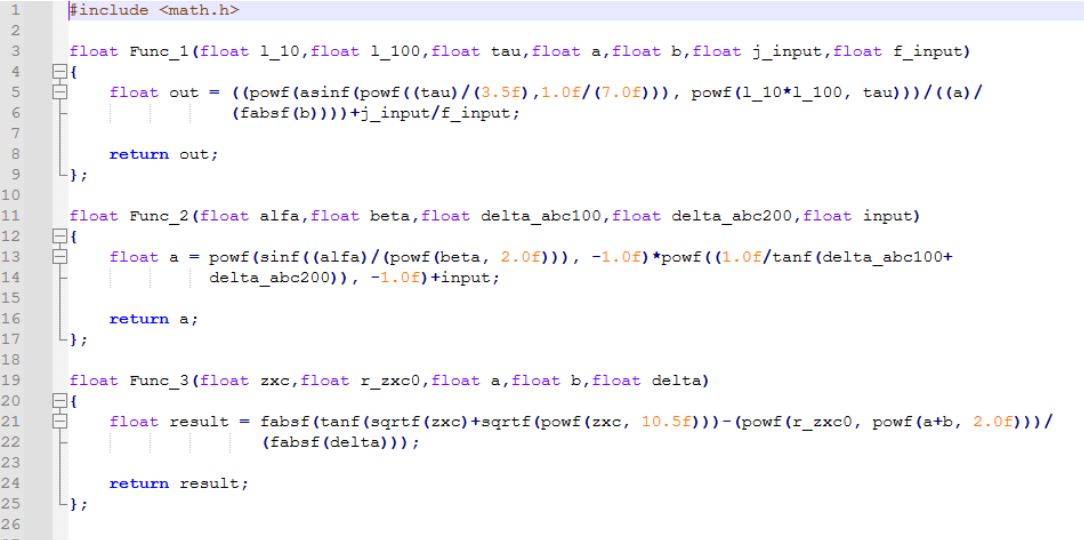 1 #include <math.h>
2
3 float Func_1(float l_10,float l_100,float tau,float a,float b,float j_input,float f_input)
4 {
5 float out = ((powf(asinf(powf((tau)/(3.5f),1.0f/(7.0f))), powf(l_10*l_100, tau)))/((a)/
6 (fabsf(b))))+j_input/f_input;
7
8 return out;
9 };
10
11 float Func_2(float alfa,float beta,float delta_abc100,float delta_abc200,float input)
12 {
13 float a = powf(sinf((alfa)/(powf(beta, 2.0f))), -1.0f)*powf((1.0f/tanf(delta_abc100+
14 delta_abc200)), -1.0f)+input;
15
16 return a;
17 };
18
19 float Func_3(float zxc,float r_zxc0,float a,float b,float delta)
20 {
21 float result = fabsf(tanf(sqrtf(zxc)+sqrtf(powf(zxc, 10.5f)))-(powf(r_zxc0, powf(a+b, 2.0f)))/
22 (fabsf(delta)));
23
24 return result;
25 };
26